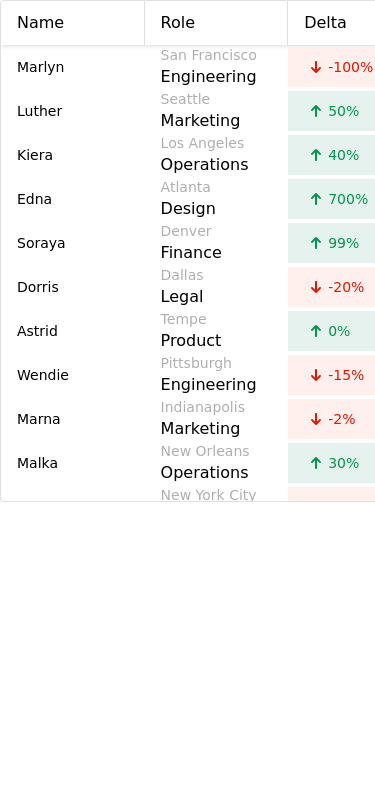 Name Role Delta
San Francisco
Marlyn Engineering -100%
Seattle
Luther Marketing 50%
Los Angeles
Kiera Operations 40%
Atlanta
Edna Design 700%
Denver
Soraya Finance 99%
Dallas
Dorris Legal -20%
Tempe
Astrid Product 0%
Pittsburgh
Wendie Engineering -15%
Indianapolis
Marna Marketing -2%
New Orleans
Malka Operations 30%
New York City